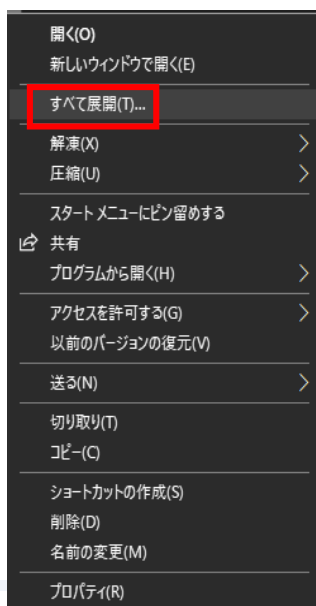 開く(O)
新しいウィンドウで開く(E)
すべて展開(T)...
解凍(X)
圧縮(U)
スタート メニューにピン留めする
共有
プログラムから開く(H)
アクセスを許可する(G)
以前のバージョンの復元(V)
送る(N)
切り取り(T)
コピー(C)
ショートカットの作成(S)
削除(D)
名前の変更(M)
プロパティ(R)